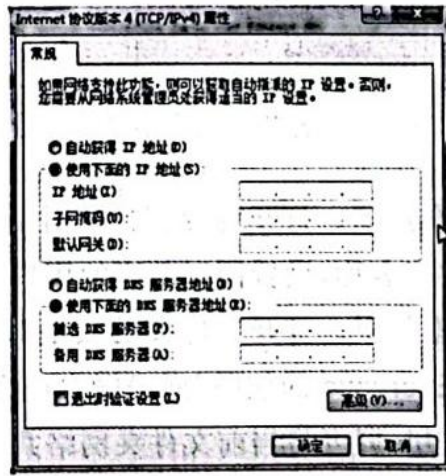 Internet 协议版本 4 (TCP/IPv4) 属性
常规
如果网络支持此功能，则可以获取自动指派的 IP 设置。否则，
您需要从网络系统管理员处获得适当的 IP 设置。
自动获得 IP 地址(O)
使用下面的 IP 地址(S):
IP 地址(I):
子网掩码(U):
默认网关(D):
自动获得 DNS 服务器地址(B)
使用下面的 DNS 服务器地址(E):
首选 DNS 服务器(P):
备用 DNS 服务器(A):
退出时验证设置(L)
高级(V)...
确定
取消